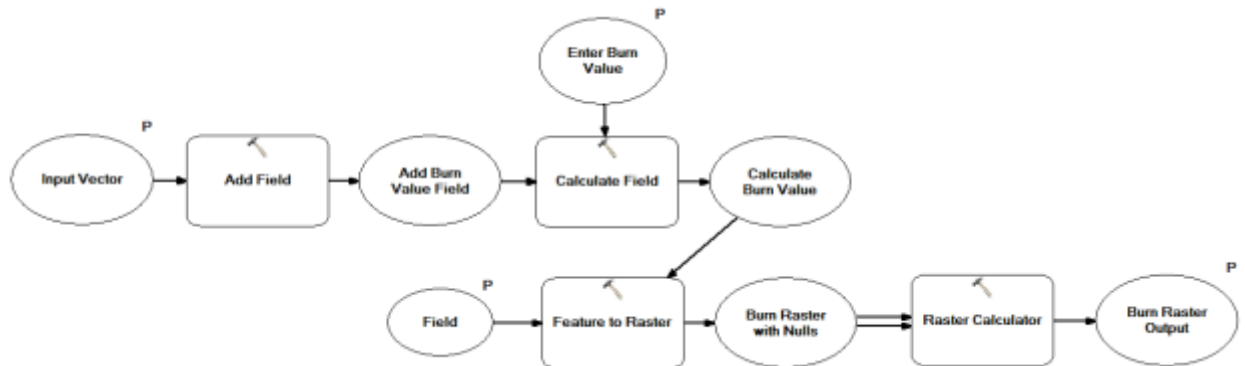 P
Enter Burn
Value
P
Input Vector
Add Field
Add Burn
Value Field
Calculate Field
Calculate
Burn Value
P
Field
Feature to Raster
Burn Raster
with Nulls
Raster Calculator
P
Burn Raster
Output